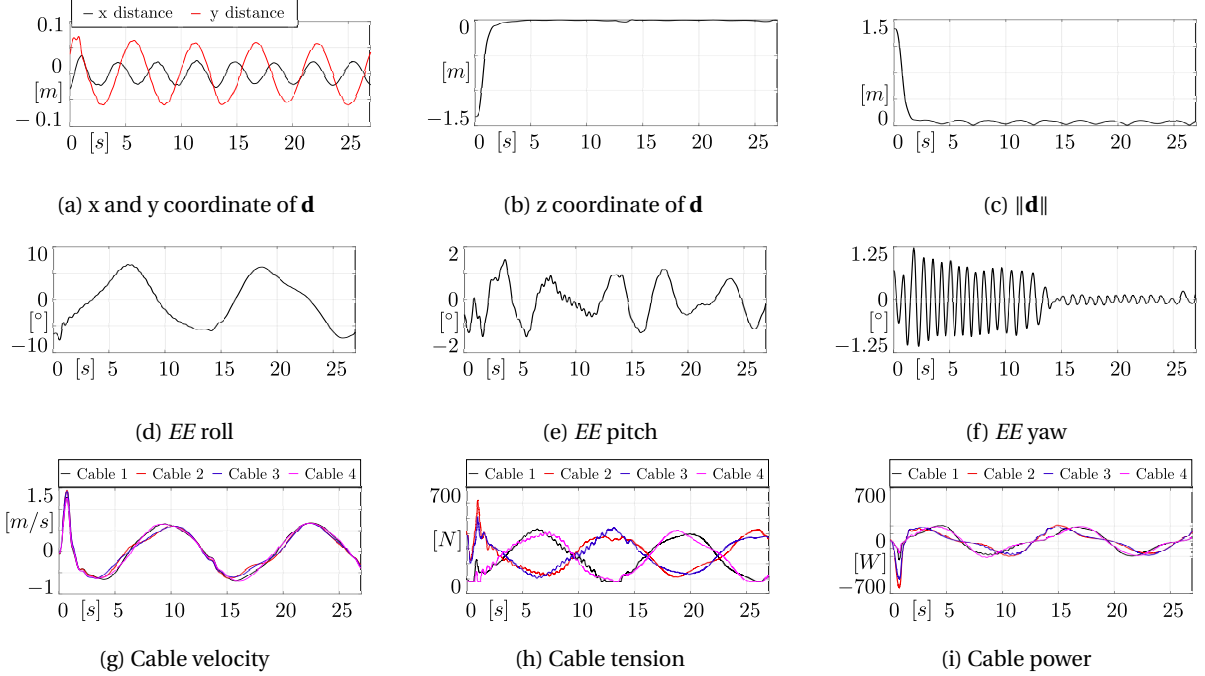 − x distance − y distance
0.1
0
[m]
−0.1
0 [s] 5 10 15 20 25
(a) x and y coordinate of d
0
[m]
−1.5
0 [s] 5 10 15 20 25
(b) z coordinate of d
1.5
[m]
0
0 [s] 5 10 15 20 25
(c) ‖d‖
10
0
[°]
−10
0 [s] 5 10 15 20 25
(d) EE roll
2
0
[°]
−2
0 [s] 5 10 15 20 25
(e) EE pitch
1.25
0
[°]
−1.25
0 [s] 5 10 15 20 25
(f) EE yaw
− Cable 1 − Cable 2 − Cable 3 − Cable 4
1.5
[m/s]
0
−1
0 [s] 5 10 15 20 25
(g) Cable velocity
− Cable 1 − Cable 2 − Cable 3 − Cable 4
700
[N]
0
0 [s] 5 10 15 20 25
(h) Cable tension
− Cable 1 − Cable 2 − Cable 3 − Cable 4
700
0
[W]
−700
0 [s] 5 10 15 20 25
(i) Cable power